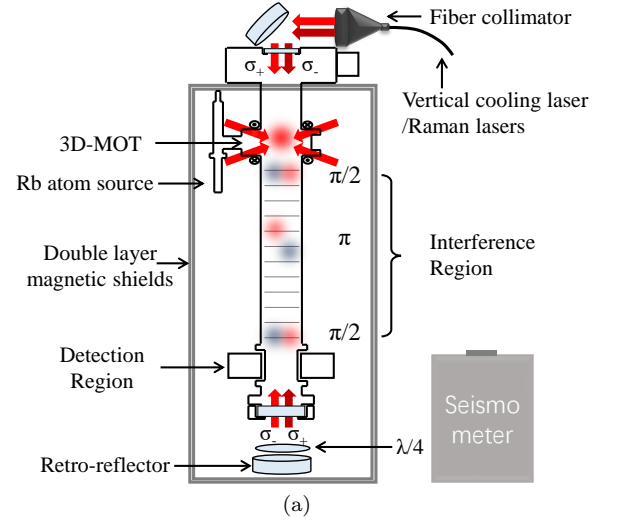 Fiber collimator
σ+ σ-
Vertical cooling laser
/Raman lasers
3D-MOT
π/2
Rb atom source
π
Interference
Region
Double layer
magnetic shields
π/2
Detection
Region
Seismo
meter
σ- σ+
λ/4
Retro-reflector
(a)